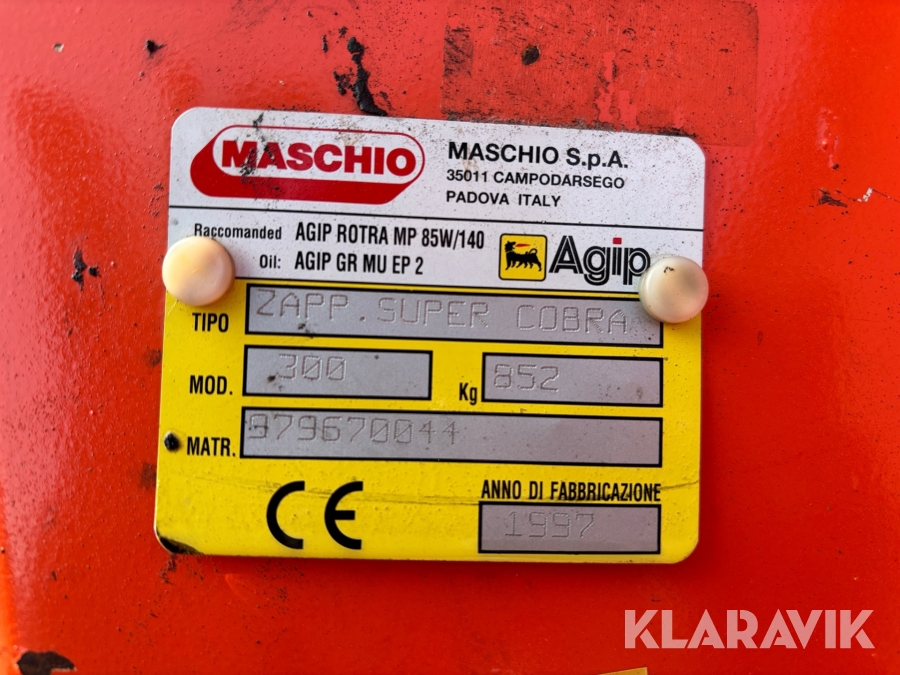 MASCHIO
MASCHIO S.p.A.
35011 CAMPODARSEGO
PADOVA ITALY
Raccomanded AGIP ROTRA MP 85W/140
Oil: AGIP GR MU EP 2
Agip
TIPO ZAPP.SUPER COBRA
MOD. 300
Kg 852
MATR. 979670044
CE
ANNO DI FABBRICAZIONE
1997
KLARAVIK